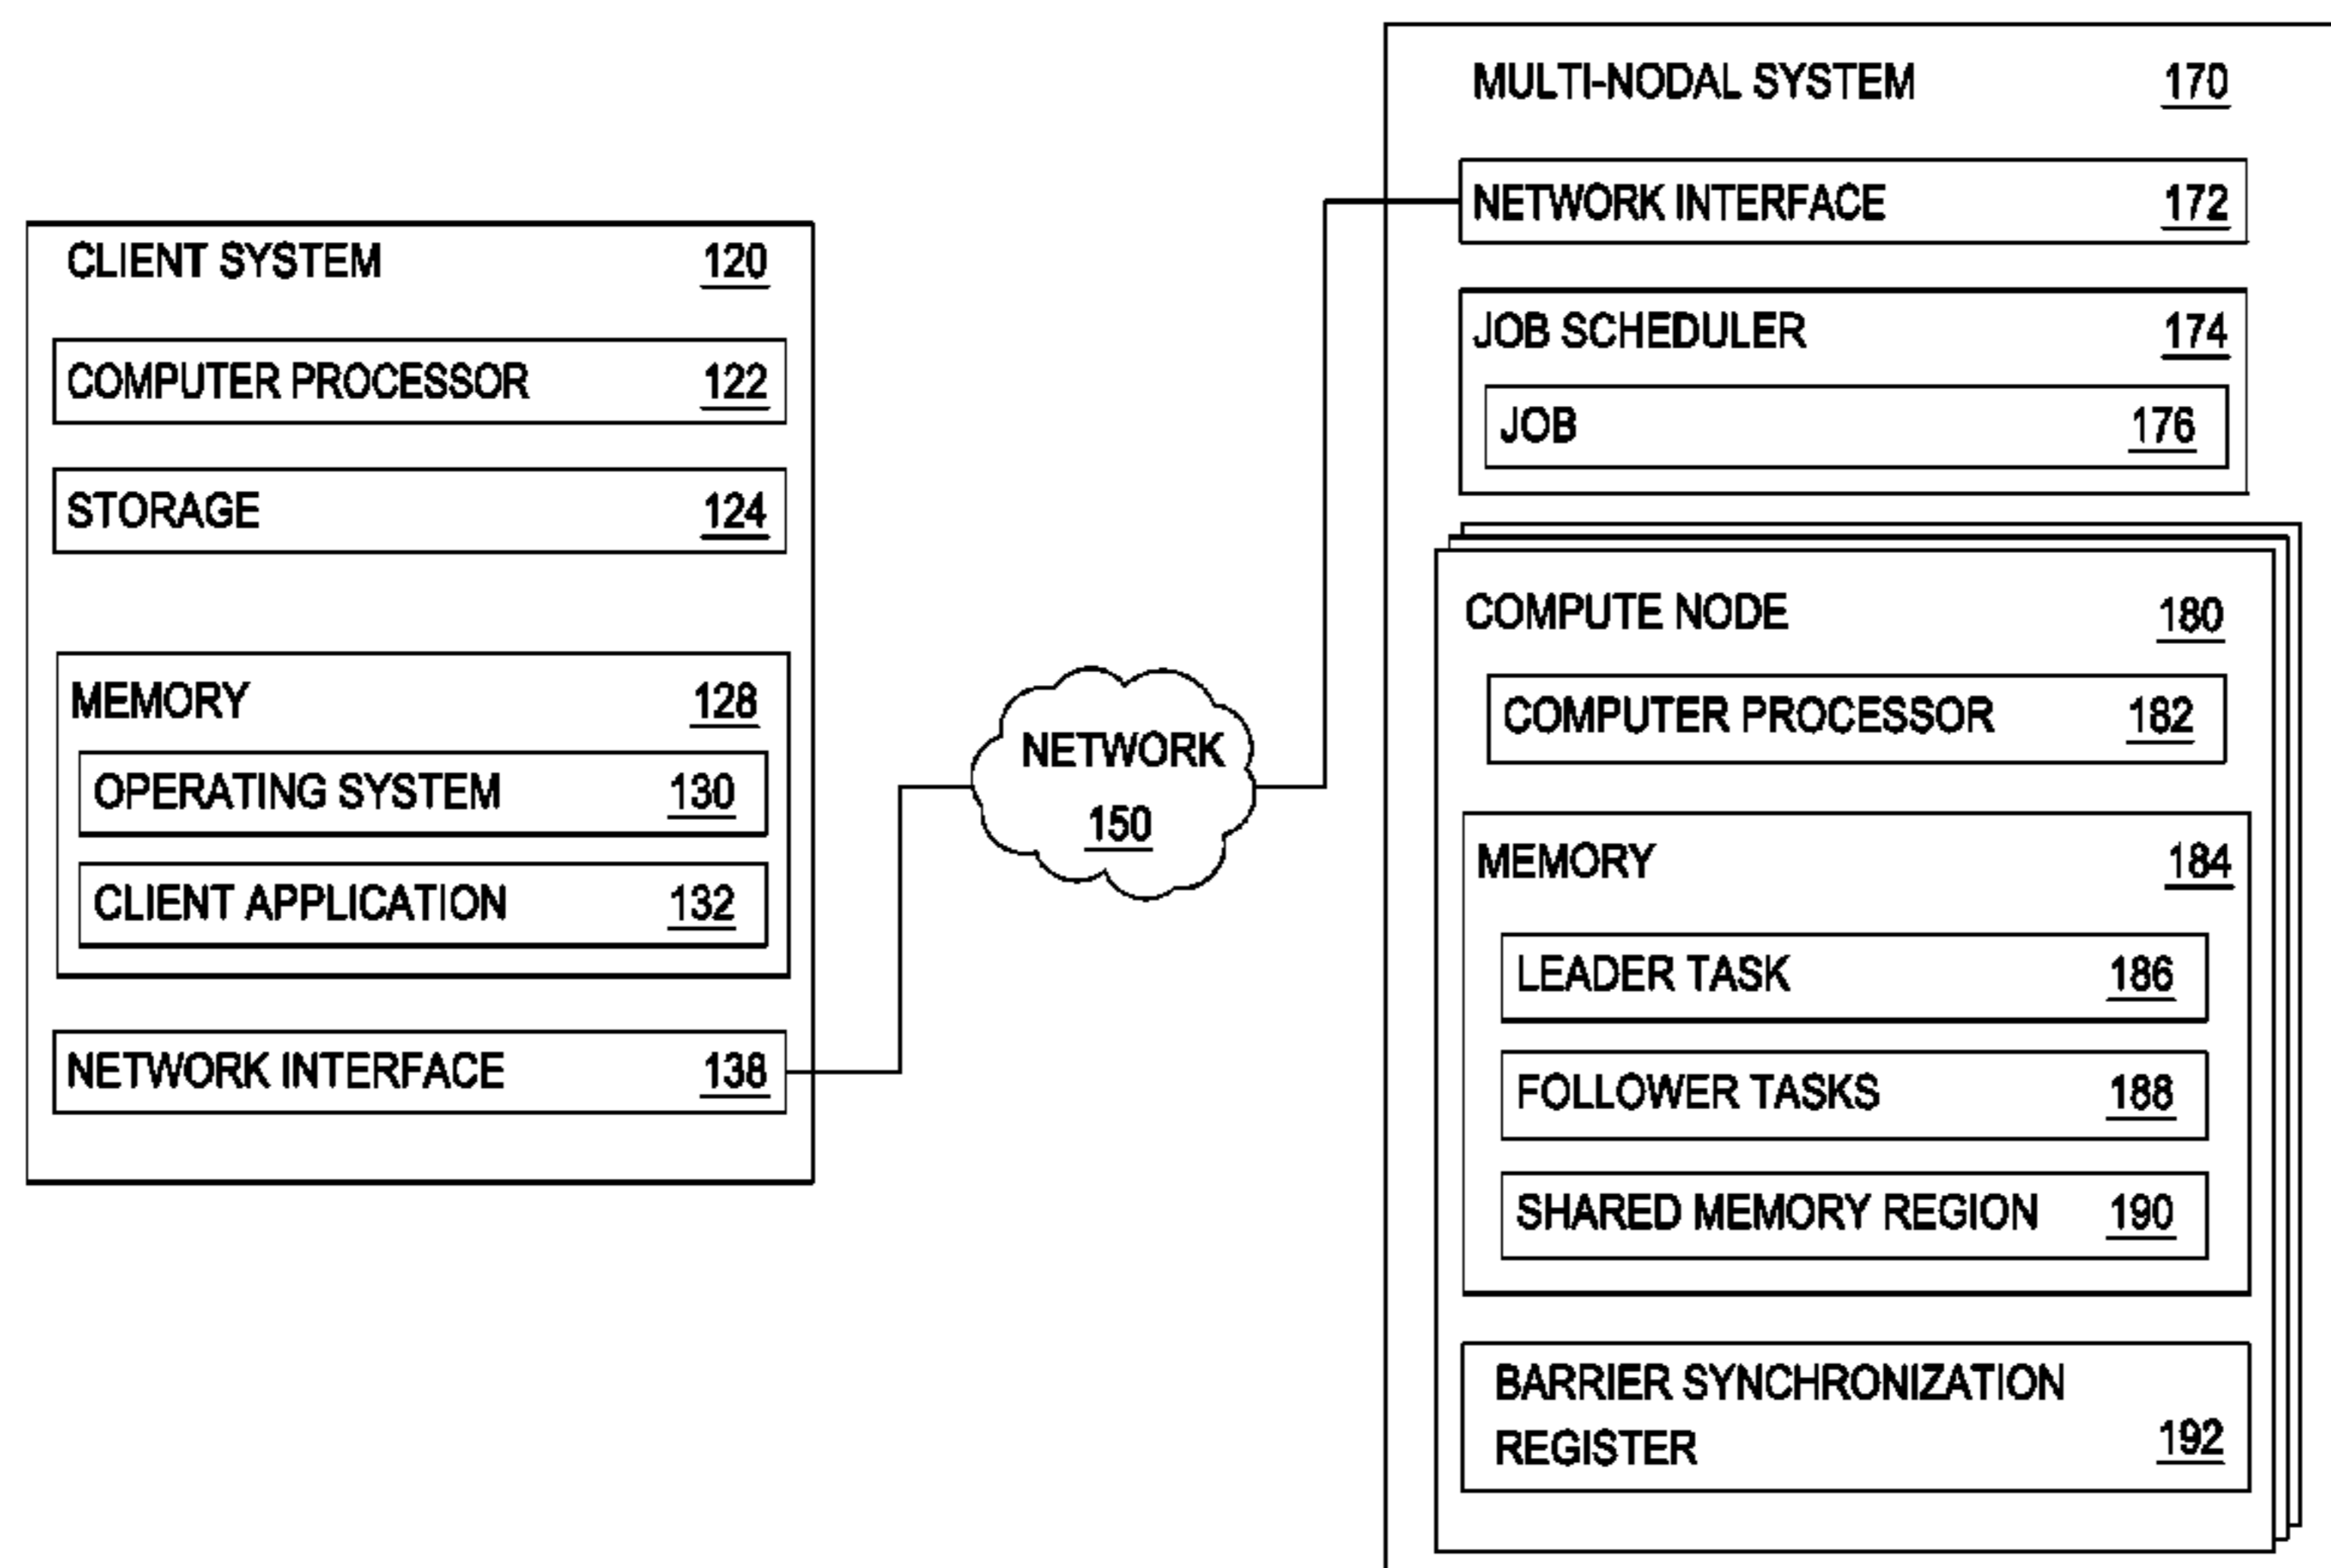 CLIENT SYSTEM 120
COMPUTER PROCESSOR 122
STORAGE 124
MEMORY 128
OPERATING SYSTEM 130
CLIENT APPLICATION 132
NETWORK INTERFACE 138
NETWORK
150
MULTI-NODAL SYSTEM 170
NETWORK INTERFACE 172
JOB SCHEDULER 174
JOB 176
COMPUTE NODE 180
COMPUTER PROCESSOR 182
MEMORY 184
LEADER TASK 186
FOLLOWER TASKS 188
SHARED MEMORY REGION 190
BARRIER SYNCHRONIZATION
REGISTER 192